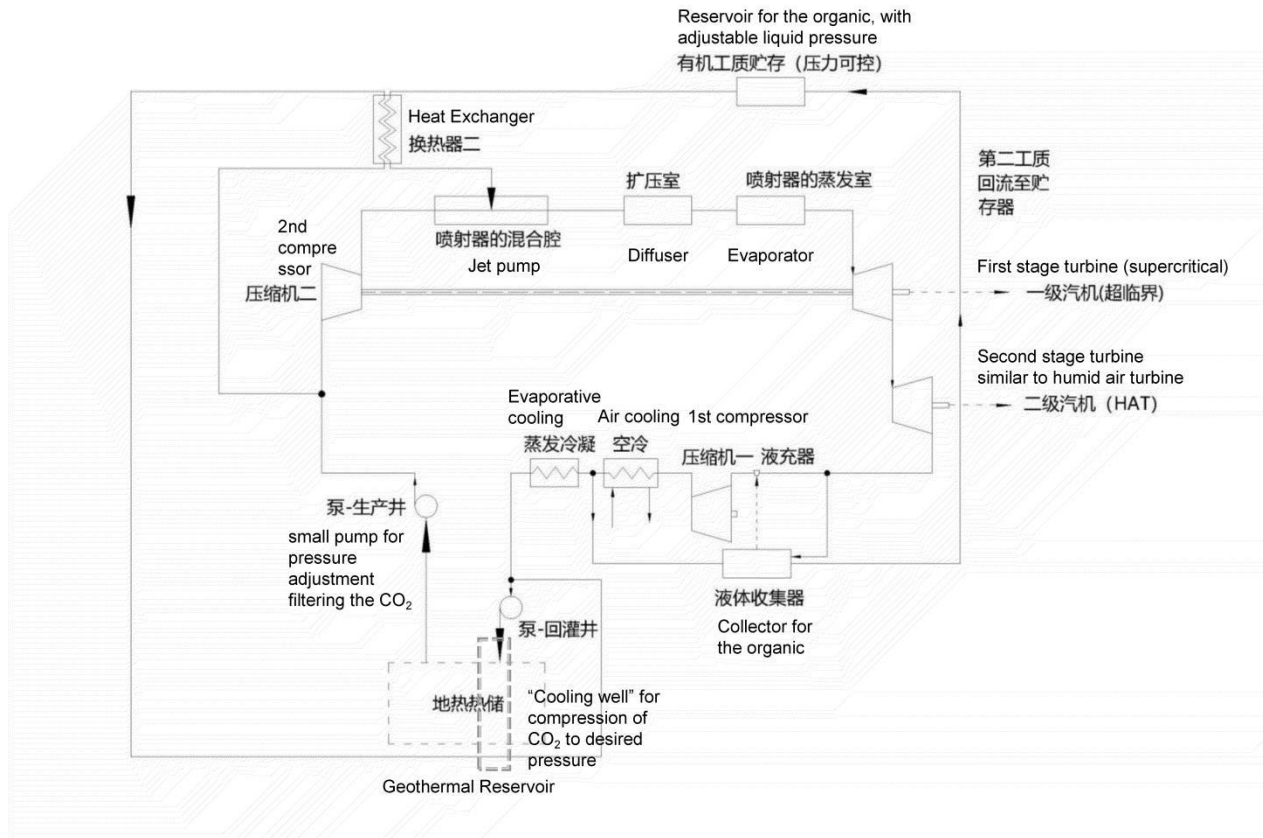 Reservoir for the organic, with
adjustable liquid pressure
有机工质贮存（压力可控）
Heat Exchanger
换热器二
第二工质
回流至贮
存器
扩压室
喷射器的蒸发室
2nd
compre
ssor
压缩机二
喷射器的混合腔
Jet pump
Diffuser
Evaporator
First stage turbine (supercritical)
一级汽机(超临界)
Second stage turbine
similar to humid air turbine
二级汽机（HAT）
Evaporative
cooling
蒸发冷凝
Air cooling
空冷
1st compressor
压缩机一
液充器
泵-生产井
small pump for
pressure
adjustment
filtering the CO₂
液体收集器
Collector for
the organic
泵-回灌井
地热热储
“Cooling well” for
compression of
CO₂ to desired
pressure
Geothermal Reservoir